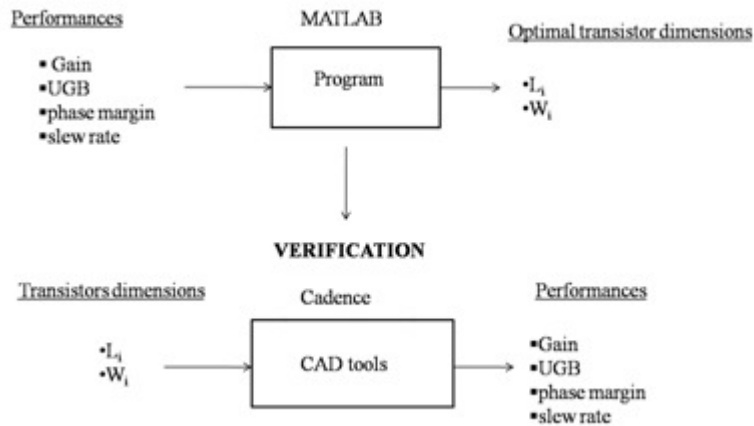 Performances
MATLAB
Optimal transistor dimensions
▪ Gain
▪UGB
▪phase margin
▪slew rate
Program
•Li
•Wi
VERIFICATION
Transistors dimensions
Cadence
Performances
•Li
•Wi
CAD tools
▪Gain
▪UGB
▪phase margin
▪slew rate